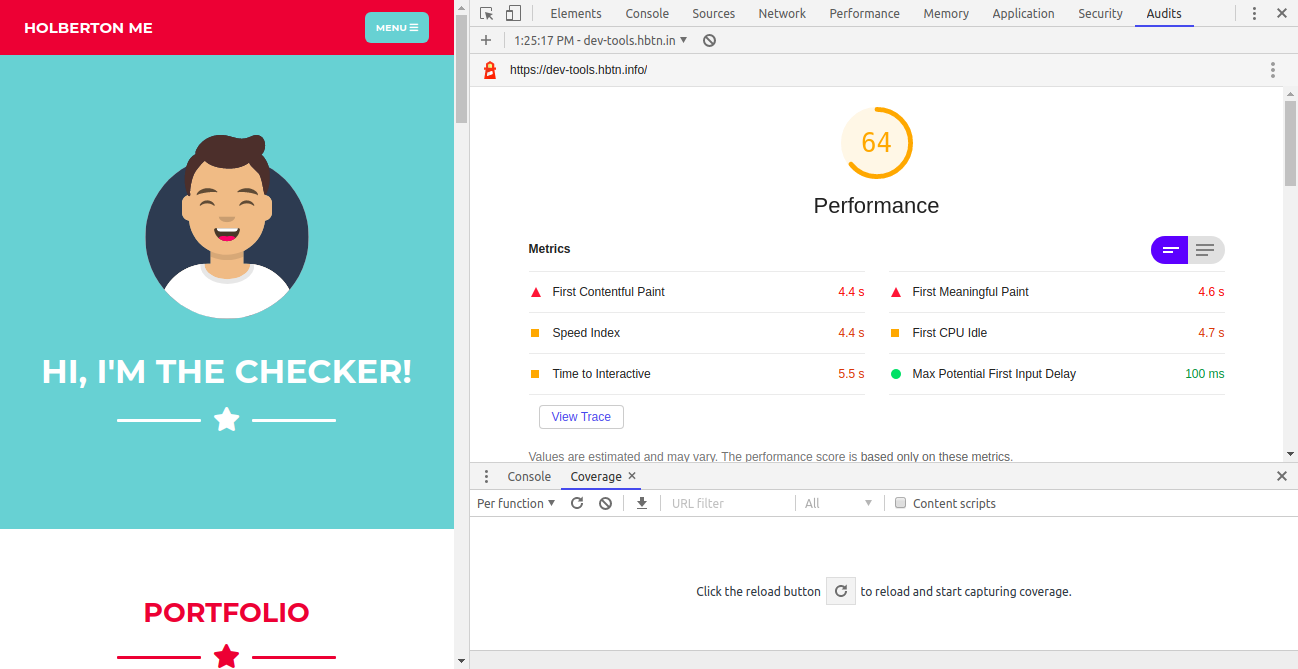 HOLBERTON ME
MENU
HI, I'M THE CHECKER!
PORTFOLIO
Elements Console Sources Network Performance Memory Application Security Audits
1:25:17 PM - dev-tools.hbtn.in
https://dev-tools.hbtn.info/
64
Performance
Metrics
First Contentful Paint 4.4 s
First Meaningful Paint 4.6 s
Speed Index 4.4 s
First CPU Idle 4.7 s
Time to Interactive 5.5 s
Max Potential First Input Delay 100 ms
View Trace
Values are estimated and may vary. The performance score is based only on these metrics.
Console Coverage
Per function URL filter All Content scripts
Click the reload button to reload and start capturing coverage.